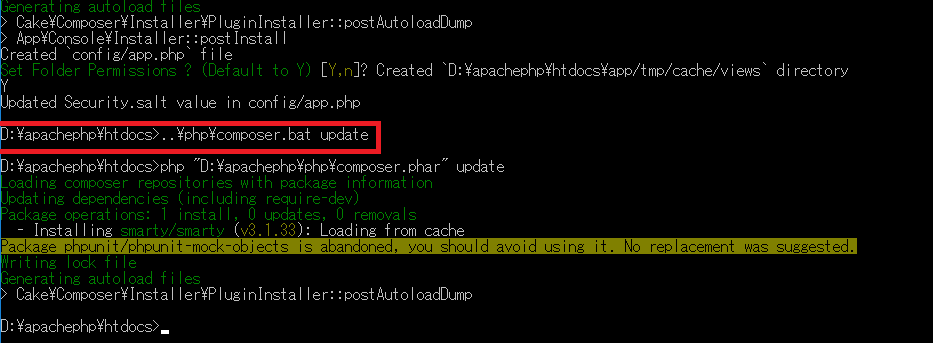 Generating autoload files
> Cake¥Composer¥Installer¥PluginInstaller::postAutoloadDump
> App¥Console¥Installer::postInstall
Created `config/app.php` file
Set Folder Permissions ? (Default to Y) [Y,n]? Created `D:¥apachephp¥htdocs¥app/tmp/cache/views` directory
Y
Updated Security.salt value in config/app.php
D:¥apachephp¥htdocs>..¥php¥composer.bat update
D:¥apachephp¥htdocs>php "D:¥apachephp¥php¥composer.phar" update
Loading composer repositories with package information
Updating dependencies (including require-dev)
Package operations: 1 install, 0 updates, 0 removals
- Installing smarty/smarty (v3.1.33): Loading from cache
Package phpunit/phpunit-mock-objects is abandoned, you should avoid using it. No replacement was suggested.
Writing lock file
Generating autoload files
> Cake¥Composer¥Installer¥PluginInstaller::postAutoloadDump
D:¥apachephp¥htdocs>